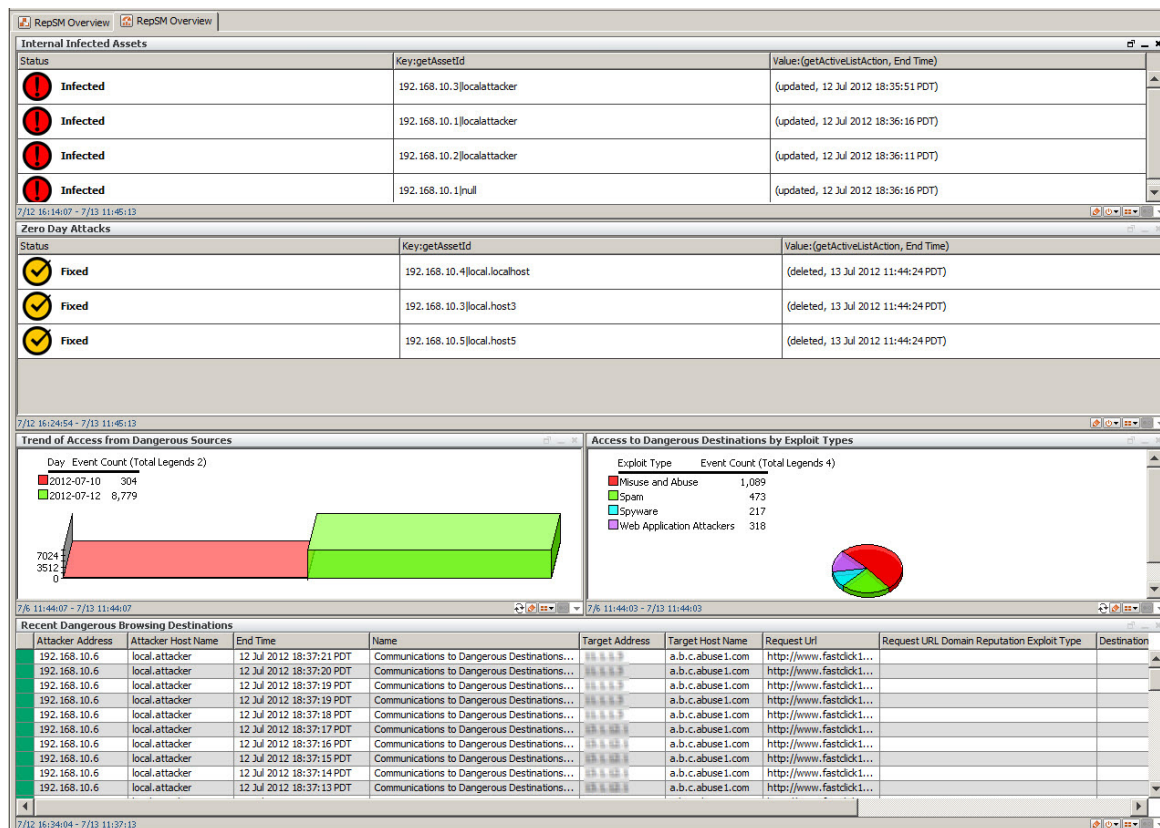 RepSM Overview RepSM Overview
Internal Infected Assets
Status Key:getAssetId Value:(getActiveListAction, End Time)
Infected 192.168.10.3|localattacker (updated, 12 Jul 2012 18:35:51 PDT)
Infected 192.168.10.1|localattacker (updated, 12 Jul 2012 18:36:16 PDT)
Infected 192.168.10.2|localattacker (updated, 12 Jul 2012 18:36:11 PDT)
Infected 192.168.10.1|null (updated, 12 Jul 2012 18:36:16 PDT)
7/12 16:14:07 - 7/13 11:45:13
Zero Day Attacks
Status Key:getAssetId Value:(getActiveListAction, End Time)
Fixed 192.168.10.4|local.localhost (deleted, 13 Jul 2012 11:44:24 PDT)
Fixed 192.168.10.3|local.host3 (deleted, 13 Jul 2012 11:44:24 PDT)
Fixed 192.168.10.5|local.host5 (deleted, 13 Jul 2012 11:44:24 PDT)
7/12 16:24:54 - 7/13 11:45:13
Trend of Access from Dangerous Sources
Day Event Count (Total Legends 2)
2012-07-10 304
2012-07-12 8,779
7024
3512
0
7/6 11:44:07 - 7/13 11:44:07
Access to Dangerous Destinations by Exploit Types
Exploit Type Event Count (Total Legends 4)
Misuse and Abuse 1,089
Spam 473
Spyware 217
Web Application Attackers 318
7/6 11:44:03 - 7/13 11:44:03
Recent Dangerous Browsing Destinations
Attacker Address Attacker Host Name End Time Name Target Address Target Host Name Request Url Request URL Domain Reputation Exploit Type Destination
192.168.10.6 local.attacker 12 Jul 2012 18:37:21 PDT Communications to Dangerous Destinations... a.b.c.abuse1.com http://www.fastclick1...
192.168.10.6 local.attacker 12 Jul 2012 18:37:20 PDT Communications to Dangerous Destinations... a.b.c.abuse1.com http://www.fastclick1...
192.168.10.6 local.attacker 12 Jul 2012 18:37:19 PDT Communications to Dangerous Destinations... a.b.c.abuse1.com http://www.fastclick1...
192.168.10.6 local.attacker 12 Jul 2012 18:37:19 PDT Communications to Dangerous Destinations... a.b.c.abuse1.com http://www.fastclick1...
192.168.10.6 local.attacker 12 Jul 2012 18:37:18 PDT Communications to Dangerous Destinations... a.b.c.abuse1.com http://www.fastclick1...
192.168.10.6 local.attacker 12 Jul 2012 18:37:17 PDT Communications to Dangerous Destinations... a.b.c.abuse1.com http://www.fastclick1...
192.168.10.6 local.attacker 12 Jul 2012 18:37:16 PDT Communications to Dangerous Destinations... a.b.c.abuse1.com http://www.fastclick1...
192.168.10.6 local.attacker 12 Jul 2012 18:37:15 PDT Communications to Dangerous Destinations... a.b.c.abuse1.com http://www.fastclick1...
192.168.10.6 local.attacker 12 Jul 2012 18:37:14 PDT Communications to Dangerous Destinations... a.b.c.abuse1.com http://www.fastclick1...
192.168.10.6 local.attacker 12 Jul 2012 18:37:13 PDT Communications to Dangerous Destinations... a.b.c.abuse1.com http://www.fastclick1...
7/12 16:34:04 - 7/13 11:37:13